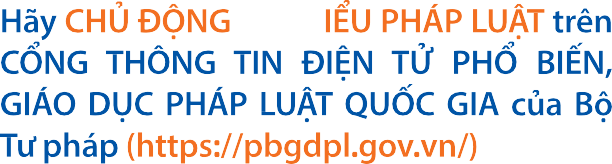 Hãy CHỦ ĐỘNG IỂU PHÁP LUẬT trên
CỔNG THÔNG TIN ĐIỆN TỬ PHỔ BIẾN,
GIÁO DỤC PHÁP LUẬT QUỐC GIA của Bộ
Tư pháp (https://pbgdpl.gov.vn/)